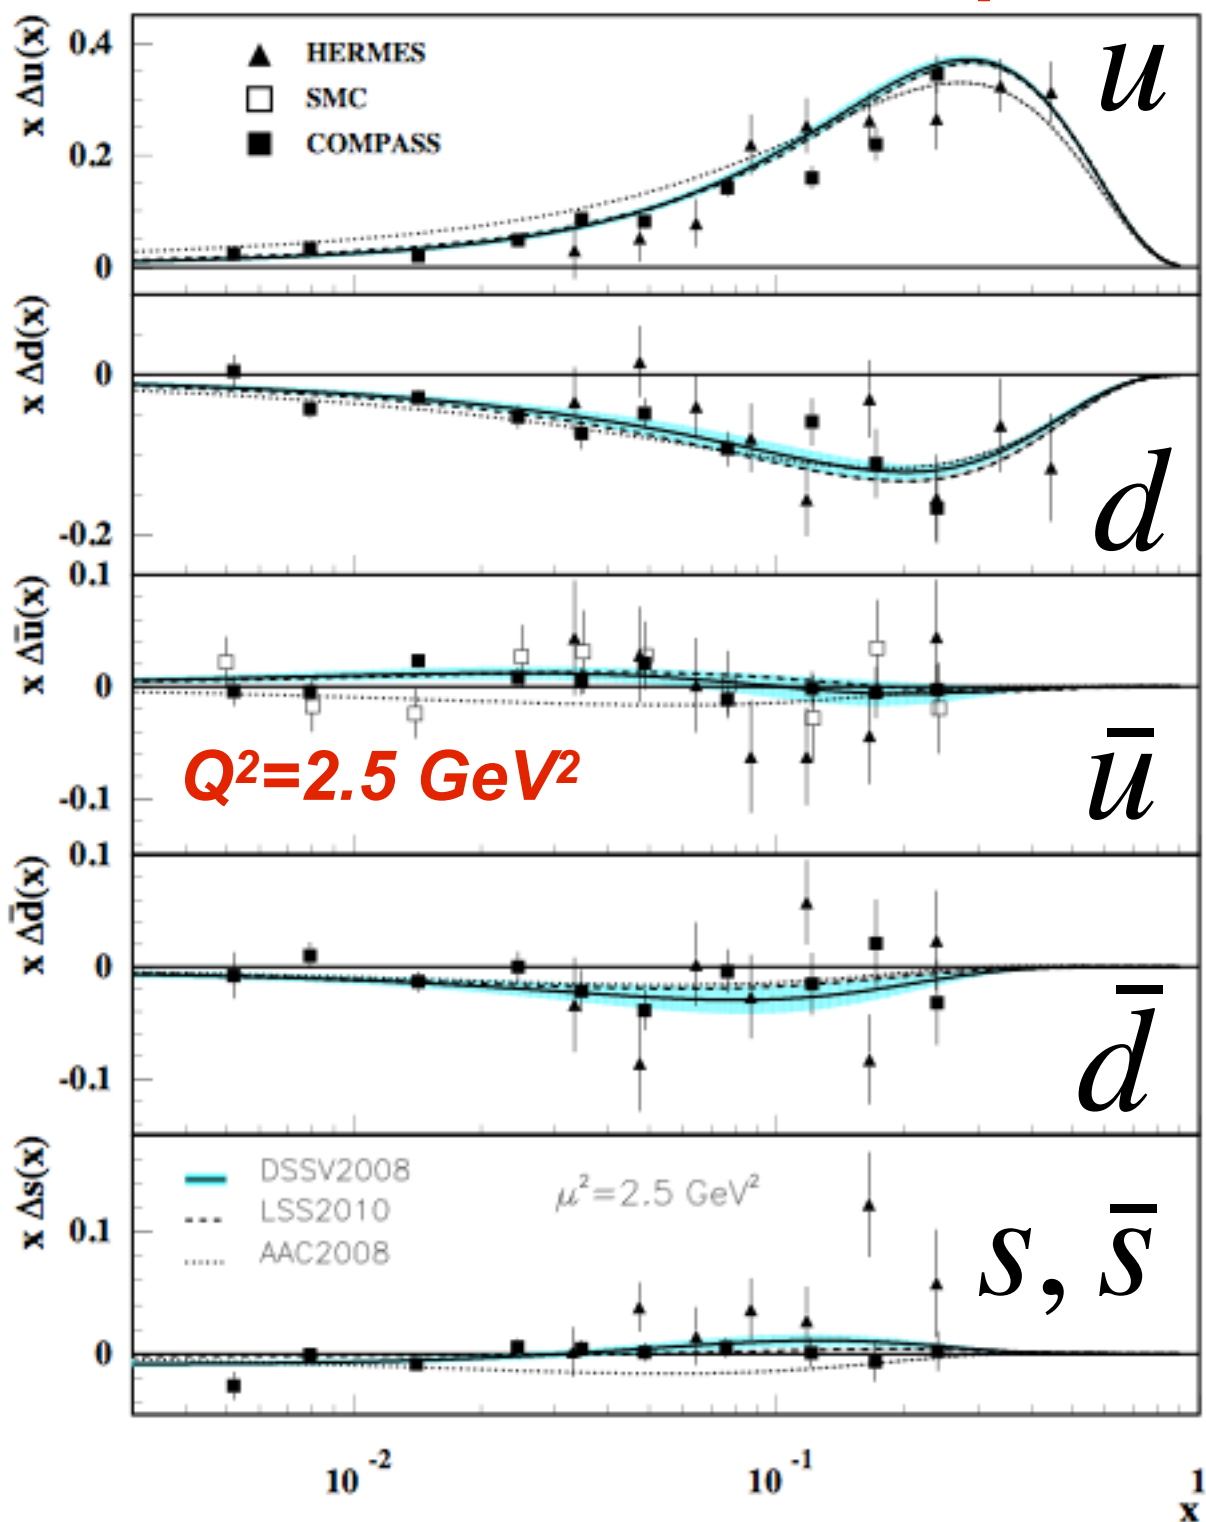 x Δu(x)
0.4
0.2
0
HERMES
SMC
COMPASS
u
x Δd(x)
0
-0.2
d
x Δū(x)
0.1
0
-0.1
Q²=2.5 GeV²
ū
x Δd̄(x)
0.1
0
-0.1
d̄
x Δs(x)
0.1
0
DSSV2008
LSS2010
AAC2008
μ²=2.5 GeV²
s, s̄
10⁻²
10⁻¹
1
x